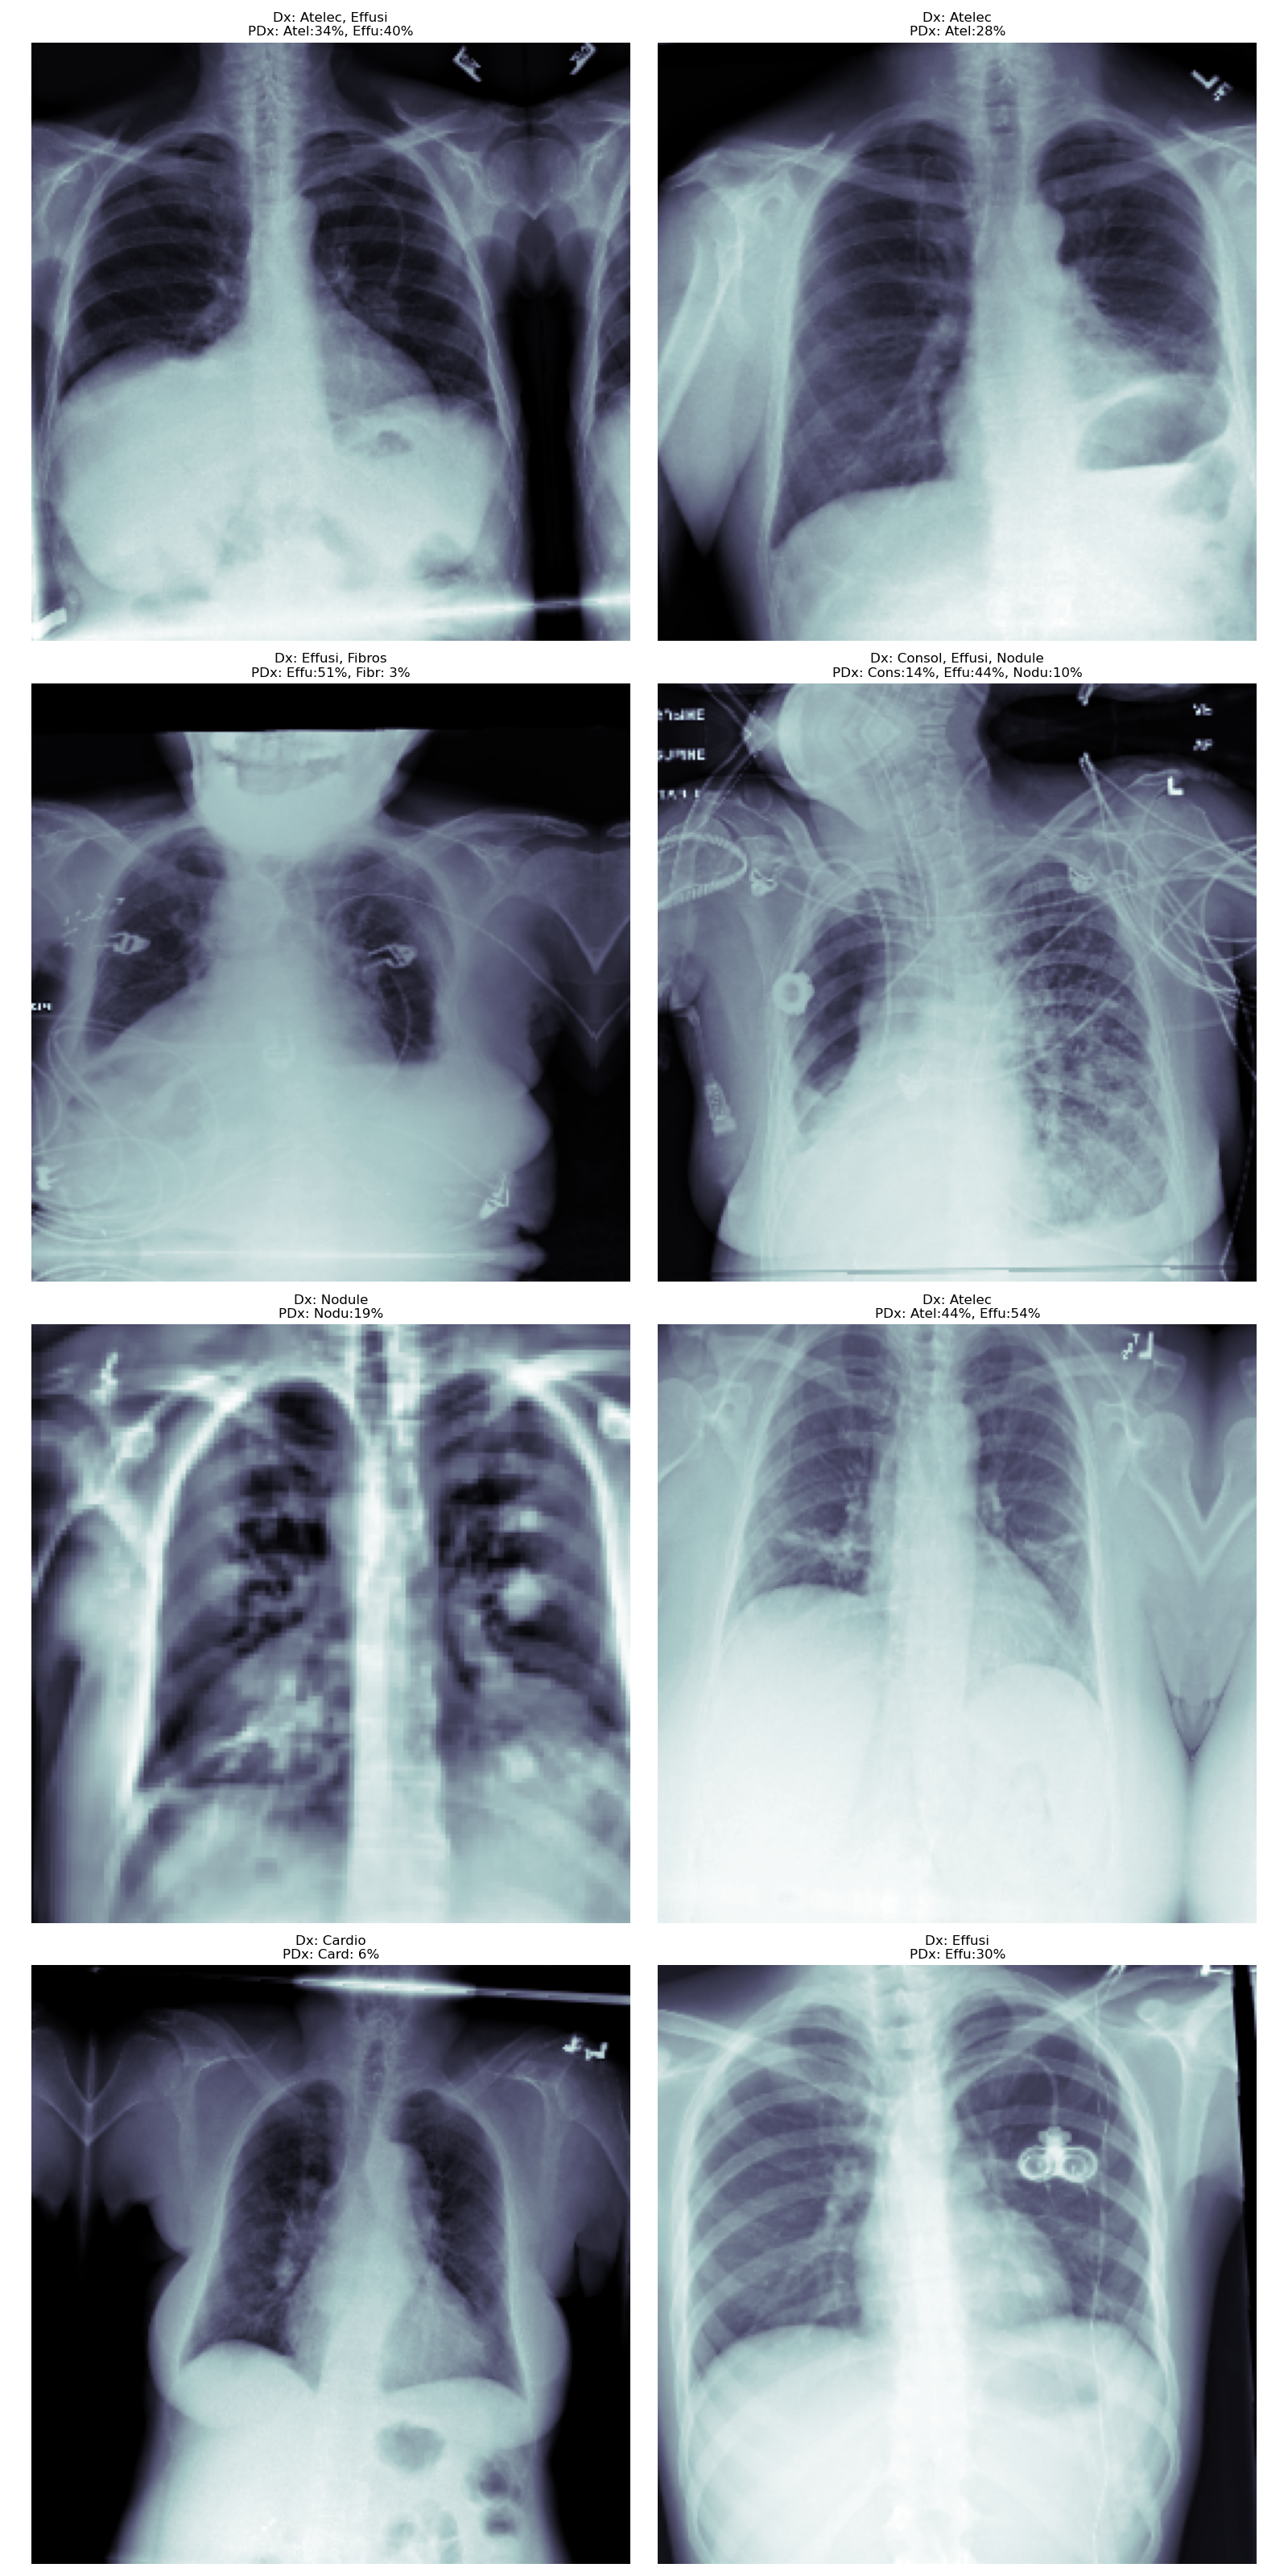 Dx: Atelec, Effusi
PDx: Atel:34%, Effu:40%
Dx: Atelec
PDx: Atel:28%
Dx: Effusi, Fibros
PDx: Effu:51%, Fibr: 3%
Dx: Consol, Effusi, Nodule
PDx: Cons:14%, Effu:44%, Nodu:10%
L
Dx: Nodule
PDx: Nodu:19%
Dx: Atelec
PDx: Atel:44%, Effu:54%
Dx: Cardio
PDx: Card: 6%
Dx: Effusi
PDx: Effu:30%